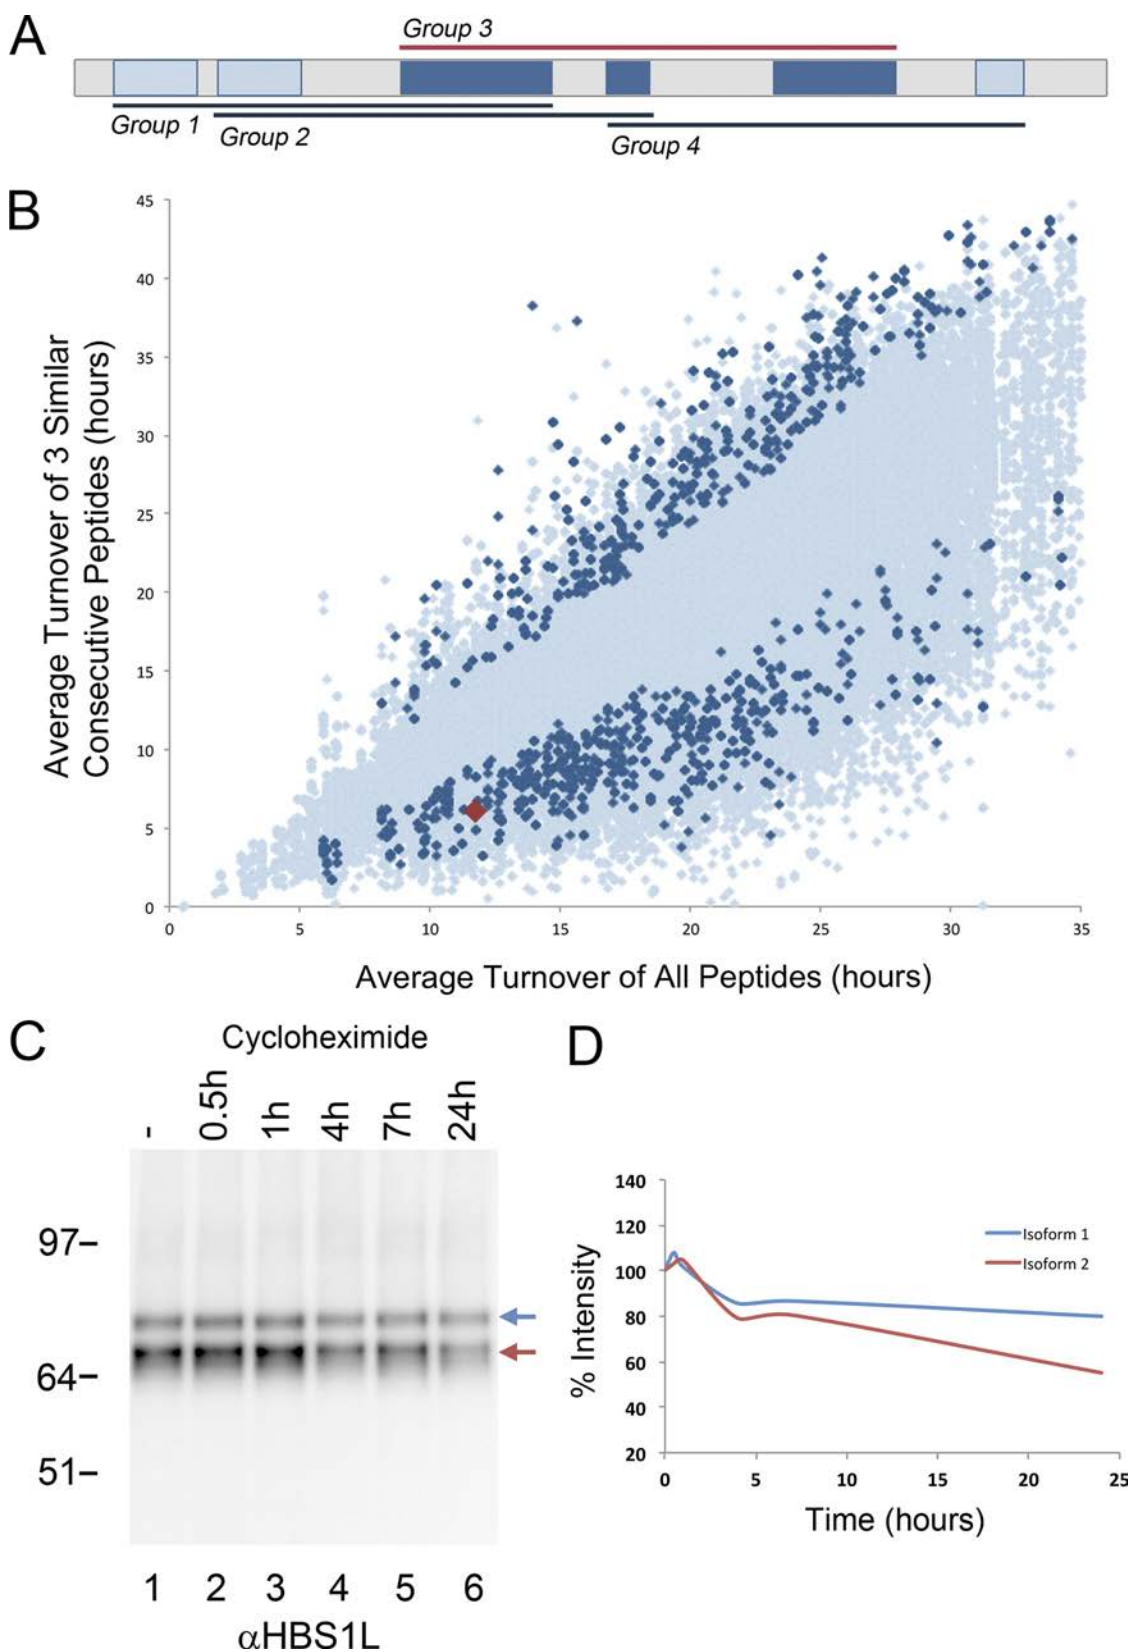 A
Group 3
Group 1
Group 2
Group 4
B
Average Turnover of 3 Similar
Consecutive Peptides (hours)
45
40
35
30
25
20
15
10
5
0
0 5 10 15 20 25 30 35
Average Turnover of All Peptides (hours)
C
Cycloheximide
- 0.5h 1h 4h 7h 24h
97–
64–
51–
1 2 3 4 5 6
αHBS1L
D
% Intensity
140
120
100
80
60
40
20
Isoform 1
Isoform 2
0 5 10 15 20 25
Time (hours)